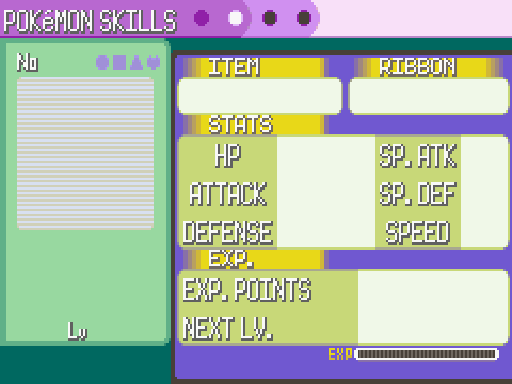 POKéMON SKILLS
No
ITEM
RIBBON
STATS
HP
SP. ATK
ATTACK
SP. DEF
DEFENSE
SPEED
EXP.
EXP. POINTS
NEXT LV.
Lv
EXP